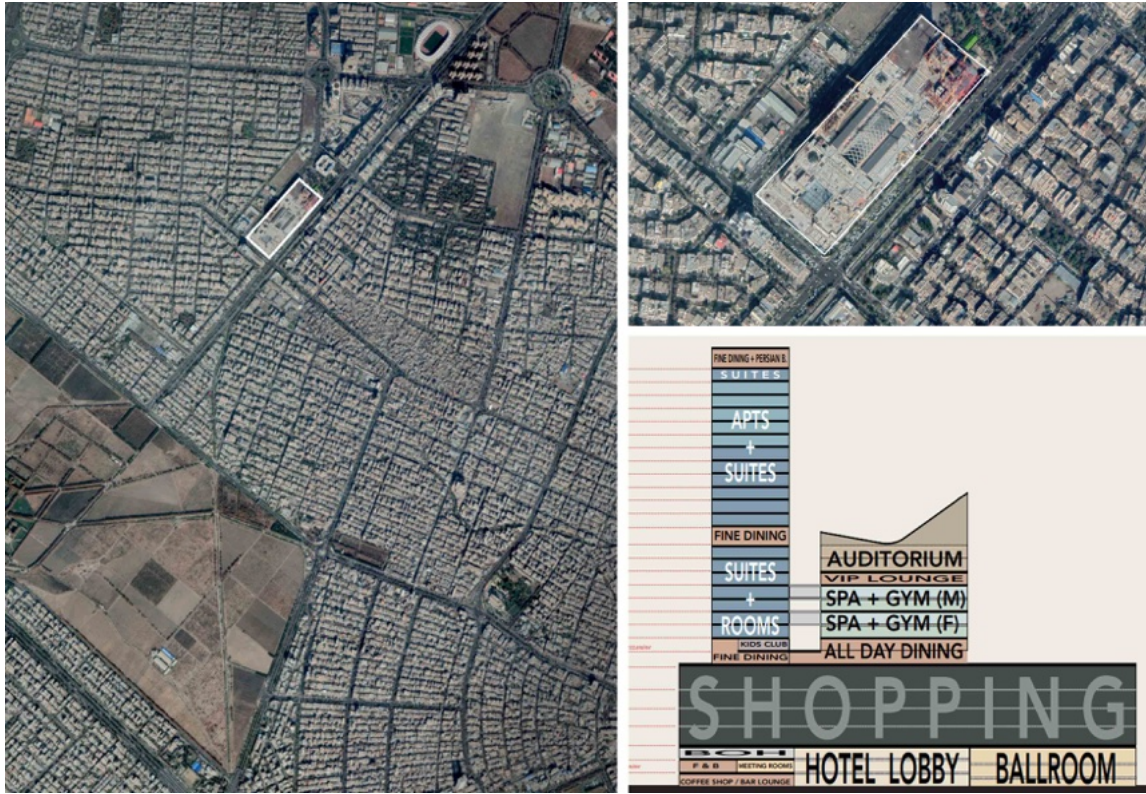 FINE DINING + PERSIAN B.
SUITES
APTS
+
SUITES
FINE DINING
SUITES
+
ROOMS
KIDS CLUB
FINE DINING
AUDITORIUM
VIP LOUNGE
SPA + GYM (M)
SPA + GYM (F)
ALL DAY DINING
SHOPPING
BOH
F & B
MEETING ROOMS
COFFEE SHOP / BAR LOUNGE
HOTEL LOBBY
BALLROOM